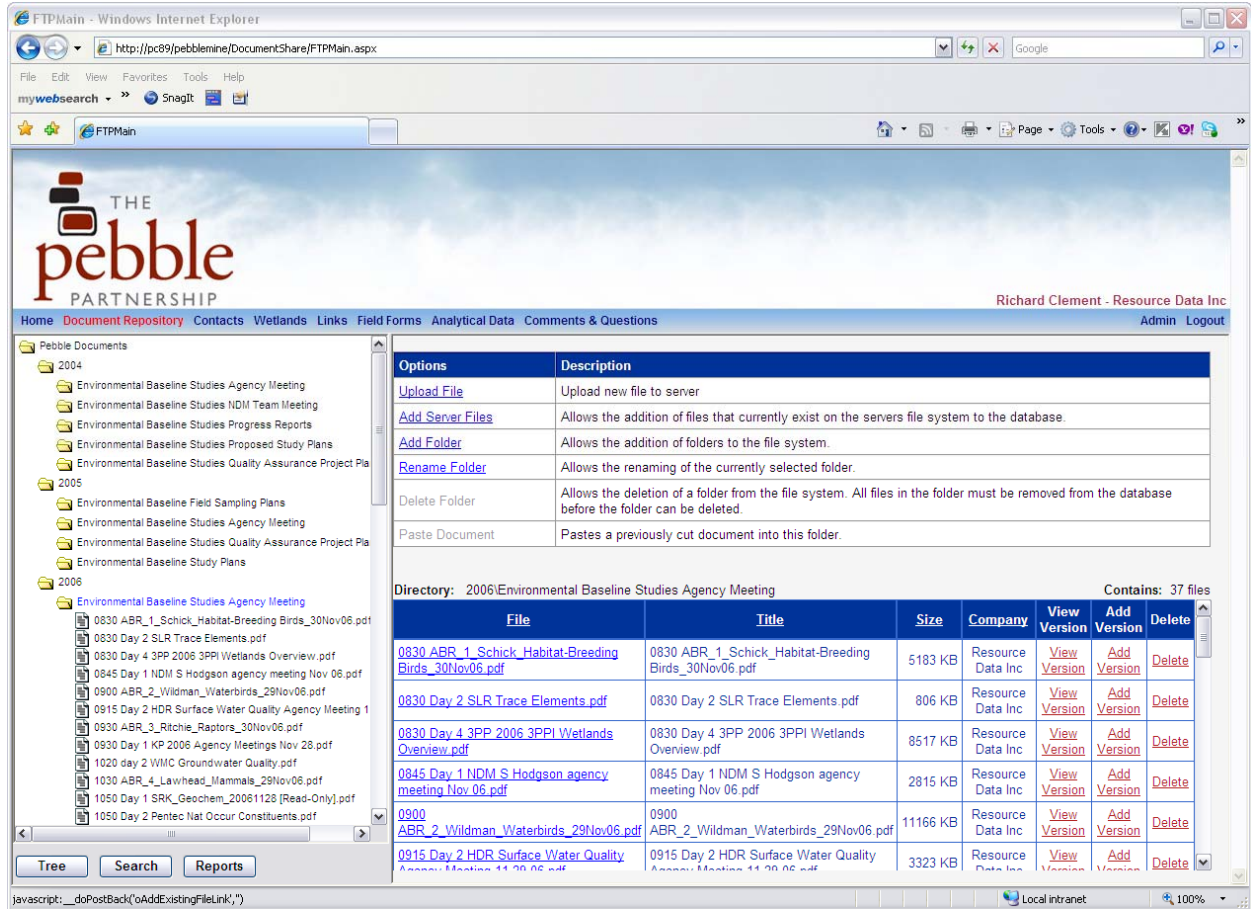 FTPMain - Windows Internet Explorer
http://pc89/pebblemine/DocumentShare/FTPMain.aspx
Google
File Edit View Favorites Tools Help
mywebsearch
SnagIt
FTPMain
Page Tools
THE
pebble
PARTNERSHIP
Richard Clement - Resource Data Inc
Home Document Repository Contacts Wetlands Links Field Forms Analytical Data Comments & Questions
Admin Logout
Pebble Documents
2004
Environmental Baseline Studies Agency Meeting
Environmental Baseline Studies NDM Team Meeting
Environmental Baseline Studies Progress Reports
Environmental Baseline Studies Proposed Study Plans
Environmental Baseline Studies Quality Assurance Project Pla
2005
Environmental Baseline Field Sampling Plans
Environmental Baseline Studies Agency Meeting
Environmental Baseline Studies Quality Assurance Project Pla
Environmental Baseline Study Plans
2006
Environmental Baseline Studies Agency Meeting
0830 ABR_1_Schick_Habitat-Breeding Birds_30Nov06.pdf
0830 Day 2 SLR Trace Elements.pdf
0830 Day 4 3PP 2006 3PPI Wetlands Overview.pdf
0845 Day 1 NDM S Hodgson agency meeting Nov 06.pdf
0900 ABR_2_Wildman_Waterbirds_29Nov06.pdf
0915 Day 2 HDR Surface Water Quality Agency Meeting 1
0930 ABR_3_Ritchie_Raptors_30Nov06.pdf
0930 Day 1 KP 2006 Agency Meetings Nov 28.pdf
1020 day 2 WMC Groundwater Quality.pdf
1030 ABR_4_Lawhead_Mammals_29Nov06.pdf
1050 Day 1 SRK_Geochem_20061128 [Read-Only].pdf
1050 Day 2 Pentec Nat Occur Constituents.pdf
Tree Search Reports
Options Description
Upload File Upload new file to server
Add Server Files Allows the addition of files that currently exist on the servers file system to the database.
Add Folder Allows the addition of folders to the file system.
Rename Folder Allows the renaming of the currently selected folder.
Delete Folder Allows the deletion of a folder from the file system. All files in the folder must be removed from the database
before the folder can be deleted.
Paste Document Pastes a previously cut document into this folder.
Directory: 2006\Environmental Baseline Studies Agency Meeting
Contains: 37 files
File Title Size Company View Version Add Version Delete
0830 ABR_1_Schick_Habitat-Breeding 0830 ABR_1_Schick_Habitat-Breeding 5183 KB Resource View Add Delete
Birds_30Nov06.pdf Birds_30Nov06.pdf Data Inc Version Version
0830 Day 2 SLR Trace Elements.pdf 0830 Day 2 SLR Trace Elements.pdf 806 KB Resource View Add Delete
Data Inc Version Version
0830 Day 4 3PP 2006 3PPI Wetlands 0830 Day 4 3PP 2006 3PPI Wetlands 8517 KB Resource View Add Delete
Overview.pdf Overview.pdf Data Inc Version Version
0845 Day 1 NDM S Hodgson agency 0845 Day 1 NDM S Hodgson agency 2815 KB Resource View Add Delete
meeting Nov 06.pdf meeting Nov 06.pdf Data Inc Version Version
0900 0900 11166 KB Resource View Add Delete
ABR_2_Wildman_Waterbirds_29Nov06.pdf ABR_2_Wildman_Waterbirds_29Nov06.pdf Data Inc Version Version
0915 Day 2 HDR Surface Water Quality 0915 Day 2 HDR Surface Water Quality 3323 KB Resource View Add Delete
Agency Meeting 11 29 06.pdf Agency Meeting 11 29 06.pdf Data Inc Version Version
javascript:__doPostBack('oAddExistingFileLink','')
Local intranet
100%